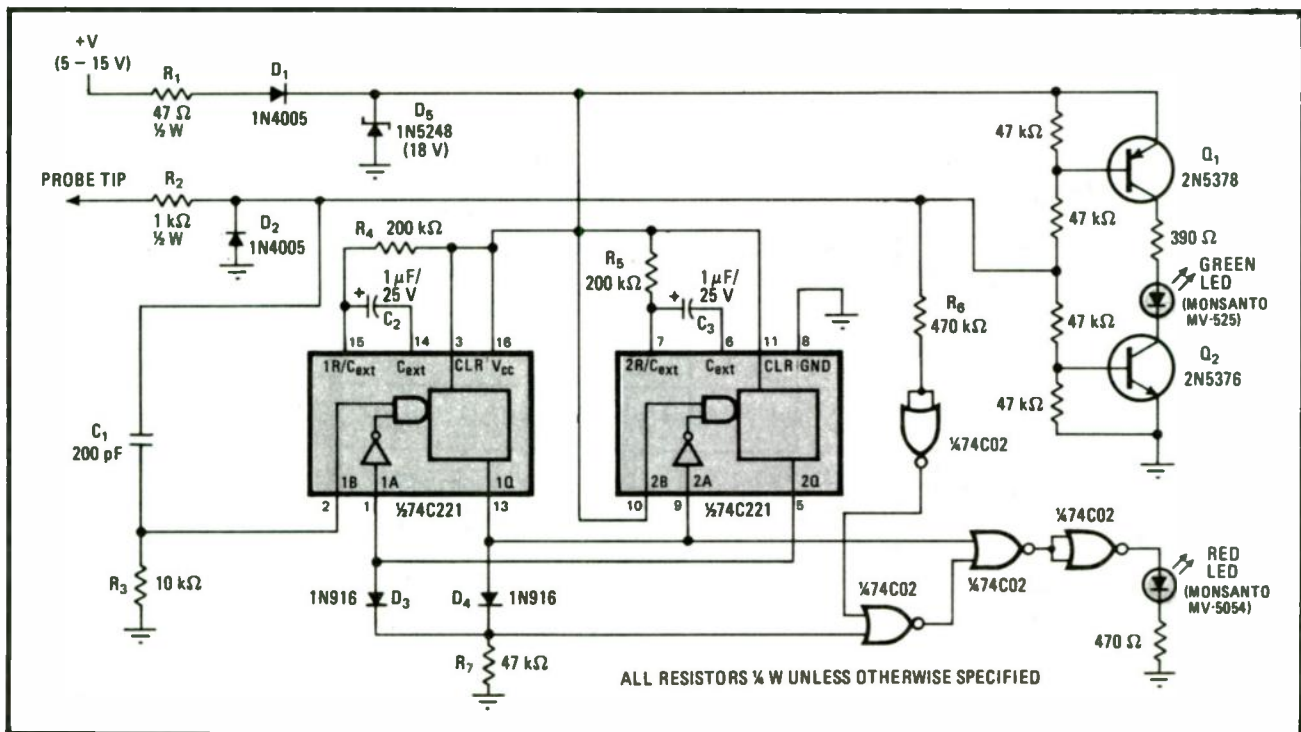 +V
(5 – 15 V)
R1
47 Ω
½ W
D1
1N4005
D5
1N5248
(18 V)
PROBE TIP
R2
1 kΩ
½ W
D2
1N4005
R4 200 kΩ
1 µF/
25 V
+
C2
R5
200 kΩ
1 µF/
25 V
+
C3
R6
470 kΩ
47 kΩ
47 kΩ
47 kΩ
47 kΩ
Q1
2N5378
390 Ω
GREEN
LED
(MONSANTO
MV-525)
Q2
2N5376
15 14 3 16
1R/Cext Cext CLR VCC
7 6 11 8
2R/Cext Cext CLR GND
¼74C02
C1
200 pF
1B 1A 1Q
2 1 13
½74C221
2B 2A 2Q
10 9 5
½74C221
R3
10 kΩ
1N916 D3
D4 1N916
R7
47 kΩ
¼74C02
¼74C02
¼74C02
RED
LED
(MONSANTO
MV-5054)
470 Ω
ALL RESISTORS ¼ W UNLESS OTHERWISE SPECIFIED